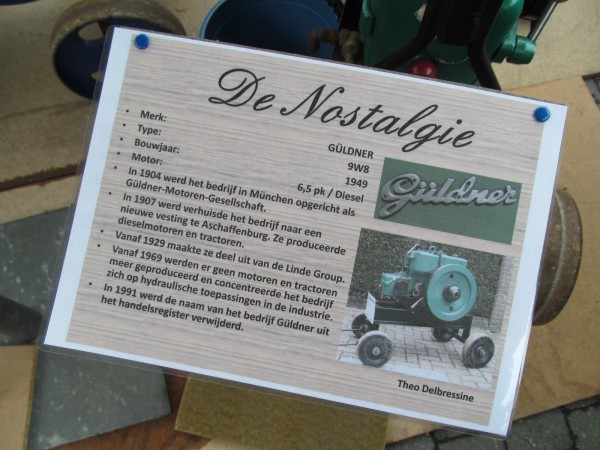 De Nostalgie
• Merk: GÜLDNER
• Type: 9W8
• Bouwjaar: 1949
• Motor: 6,5 pk / Diesel
• In 1904 werd het bedrijf in München opgericht als
Güldner-Motoren-Gesellschaft.
• In 1907 werd verhuisde het bedrijf naar een
nieuwe vesting te Aschaffenburg. Ze produceerde
dieselmotoren en tractoren.
• Vanaf 1929 maakte ze deel uit van de Linde Group.
• Vanaf 1969 werden er geen motoren en tractoren
meer geproduceerd en concentreerde het bedrijf
zich op hydraulische toepassingen in de industrie.
• In 1991 werd de naam van het bedrijf Güldner uit
het handelsregister verwijderd.
Güldner
Theo Delbressine